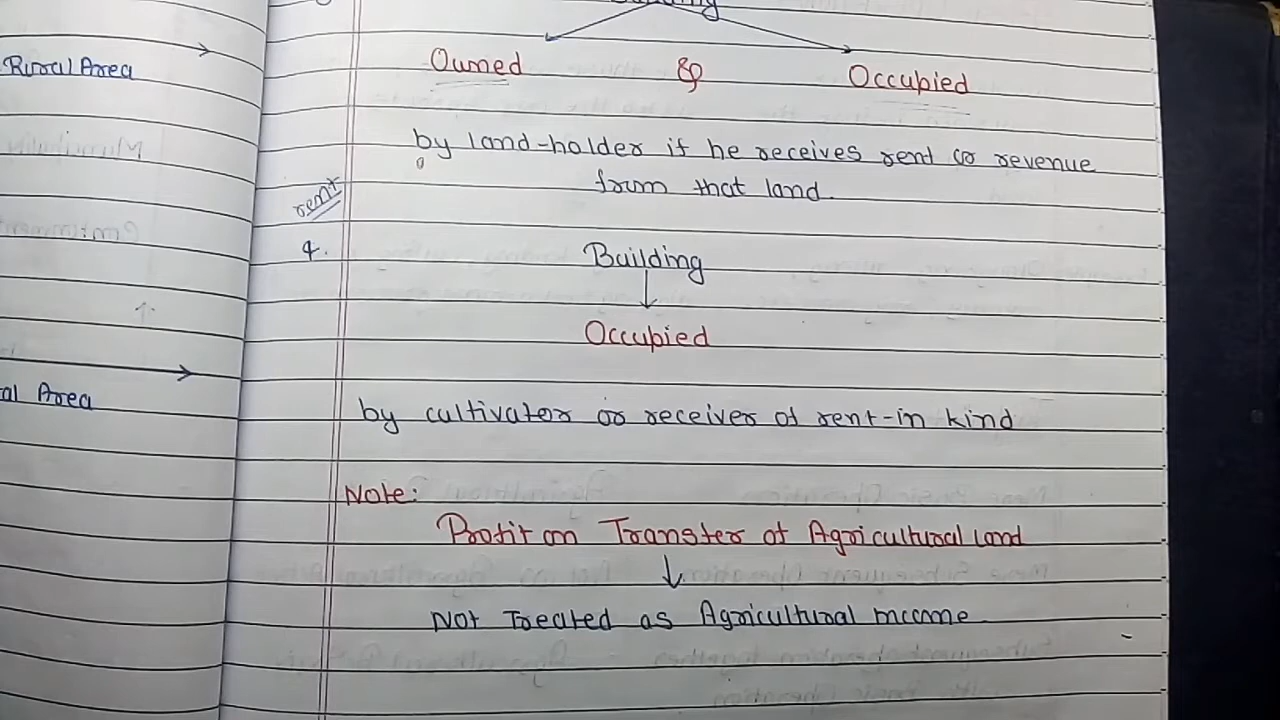 Rural Area
al Area
Owned & Occupied
by land-holder if he receives rent or revenue
from that land.
rent
4. Building
Occupied
by cultivator or receiver of rent-in kind
Note:
Profit on Transfer of Agricultural land
Not Treated as Agricultural income